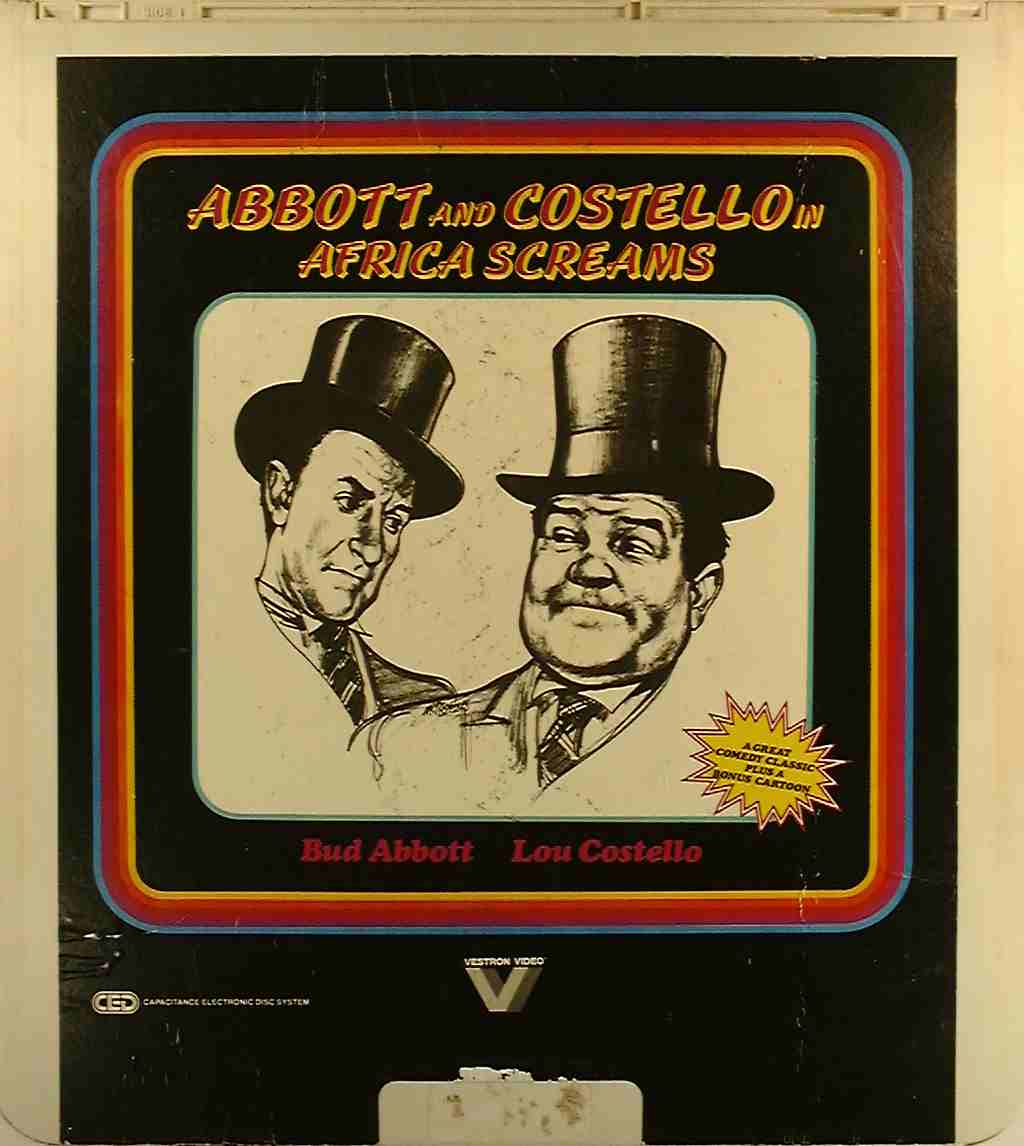 ABBOTT AND COSTELLO IN
AFRICA SCREAMS
A GREAT
COMEDY CLASSIC
PLUS A
BONUS CARTOON
Bud Abbott Lou Costello
VESTRON VIDEO
V
CED CAPACITANCE ELECTRONIC DISC SYSTEM